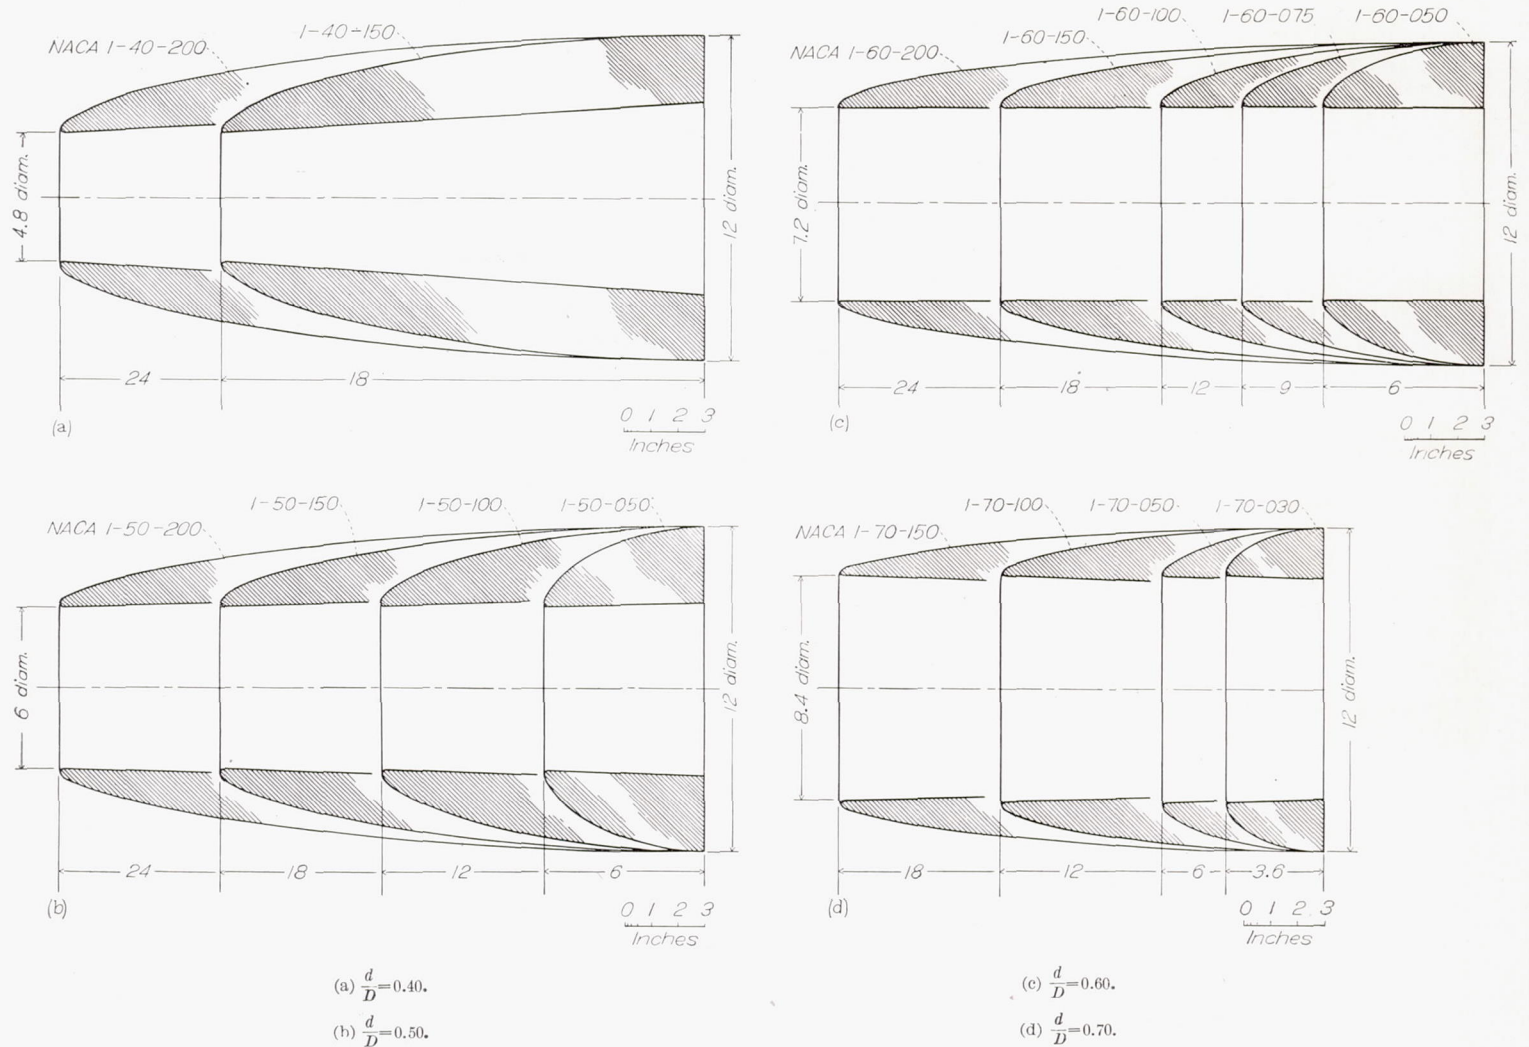 NACA 1-40-200
1-40-150
4.8 diam.
12 diam.
24
18
(a)
0 1 2 3
Inches
1-60-100
1-60-075
1-60-050
1-60-150
NACA 1-60-200
7.2 diam.
12 diam.
24
18
12
9
6
(c)
0 1 2 3
Inches
1-50-150
1-50-100
1-50-050
NACA 1-50-200
6 diam.
12 diam.
24
18
12
6
(b)
0 1 2 3
Inches
1-70-100
1-70-050
1-70-030
NACA 1-70-150
8.4 diam.
12 diam.
18
12
6
3.6
(d)
0 1 2 3
Inches
(a) d/D=0.40.
(b) d/D=0.50.
(c) d/D=0.60.
(d) d/D=0.70.